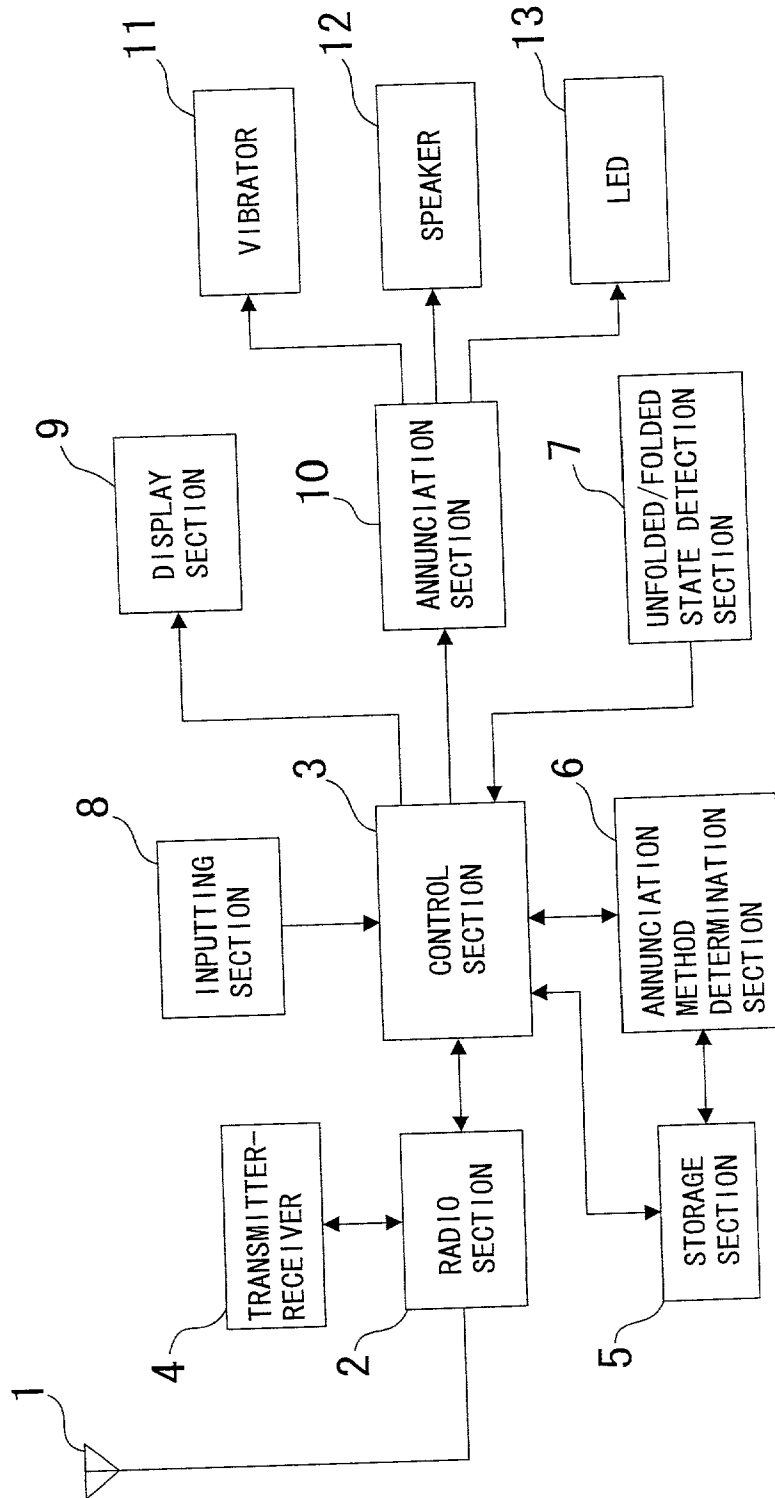 1
4
TRANSMITTER-
RECEIVER
2
RADIO
SECTION
5
STORAGE
SECTION
8
INPUTTING
SECTION
3
CONTROL
SECTION
6
ANNUNCIATION
METHOD
DETERMINATION
SECTION
9
DISPLAY
SECTION
10
ANNUNCIATION
SECTION
7
UNFOLDED/FOLDED
STATE DETECTION
SECTION
11
VIBRATOR
12
SPEAKER
13
LED